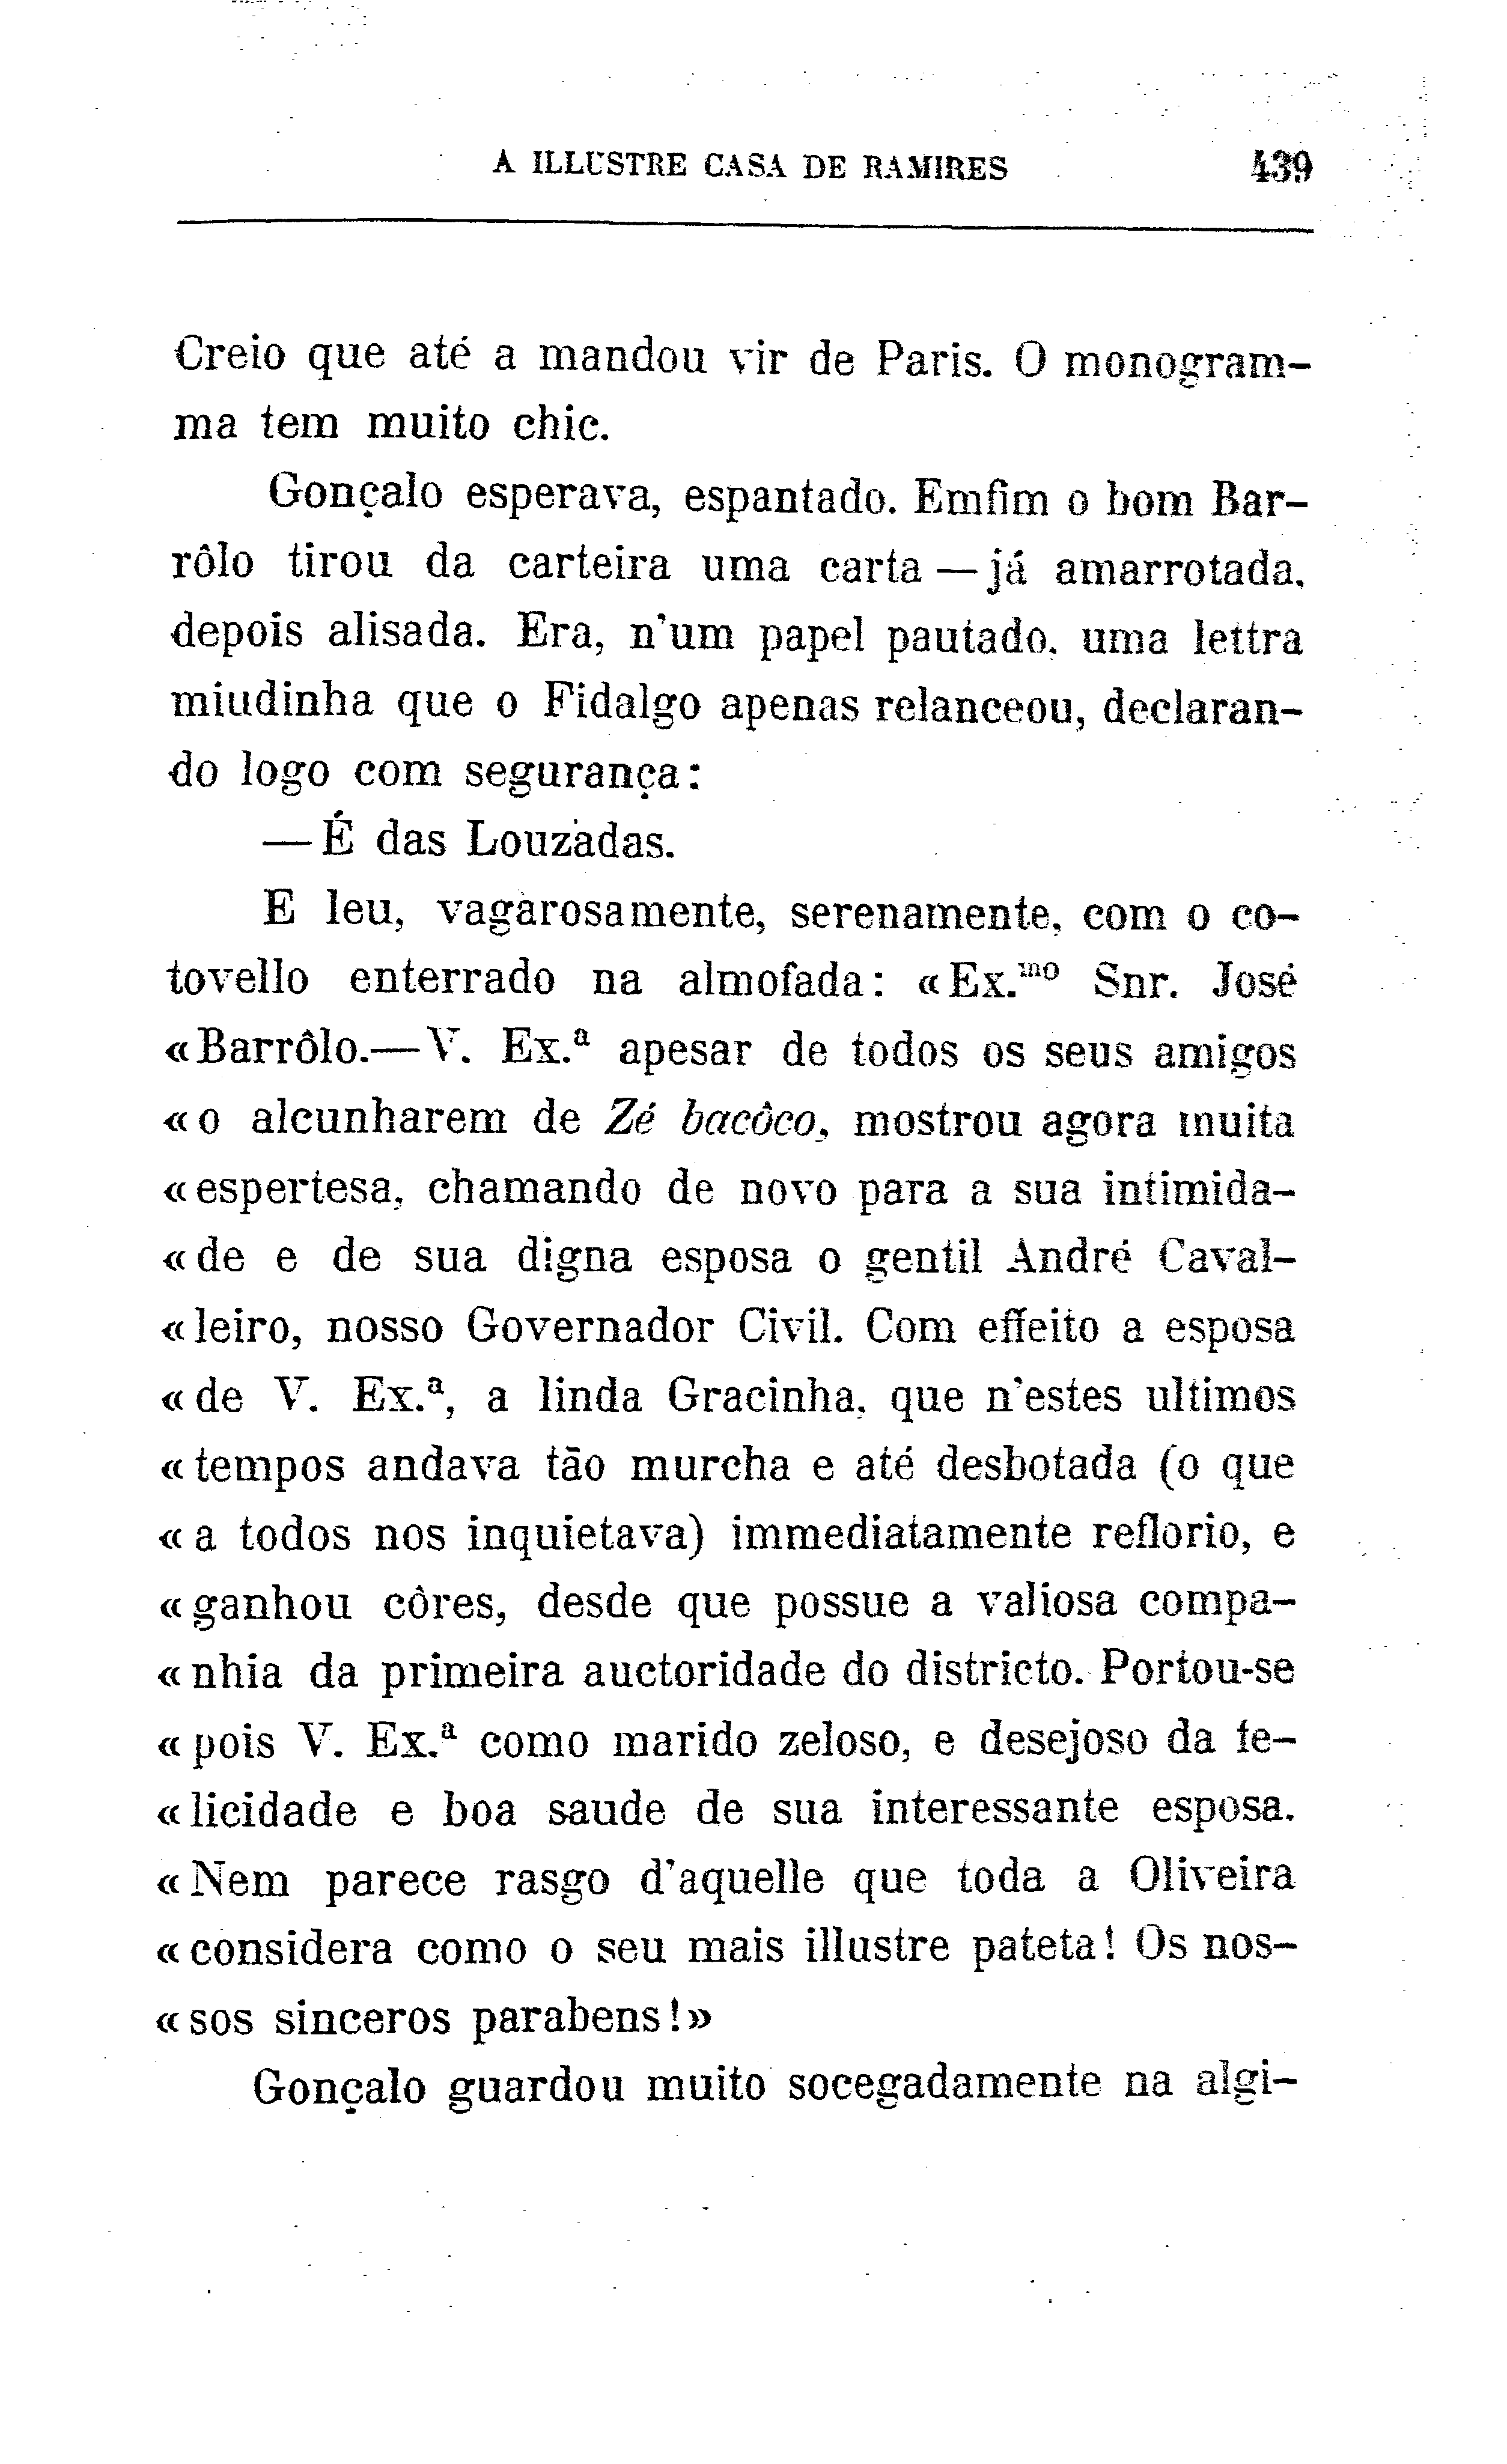 A ILLUSTRE CASA DE RAMIRES 439
Creio que até a mandou vir de Paris. O monogram-
ma tem muito chic.
Gonçalo esperava, espantado. Emfim o bom Bar-
rôlo tirou da carteira uma carta — já amarrotada,
depois alisada. Era, n'um papel pautado, uma lettra
miudinha que o Fidalgo apenas relanceou, declaran-
do logo com segurança:
— É das Louzadas.
E leu, vagarosamente, serenamente, com o co-
tovello enterrado na almofada: «Ex.mo Snr. José
«Barrôlo.—V. Ex.ª apesar de todos os seus amigos
«o alcunharem de Zé bacôco, mostrou agora muita
«espertesa, chamando de novo para a sua intimida-
«de e de sua digna esposa o gentil André Caval-
«leiro, nosso Governador Civil. Com effeito a esposa
«de V. Ex.ª, a linda Gracinha, que n'estes ultimos
«tempos andava tão murcha e até desbotada (o que
«a todos nos inquietava) immediatamente reflorio, e
«ganhou côres, desde que possue a valiosa compa-
«nhia da primeira auctoridade do districto. Portou-se
«pois V. Ex.ª como marido zeloso, e desejoso da fe-
«licidade e boa saude de sua interessante esposa.
«Nem parece rasgo d'aquelle que toda a Oliveira
«considera como o seu mais illustre pateta! Os nos-
«sos sinceros parabens!»
Gonçalo guardou muito socegadamente na algi-